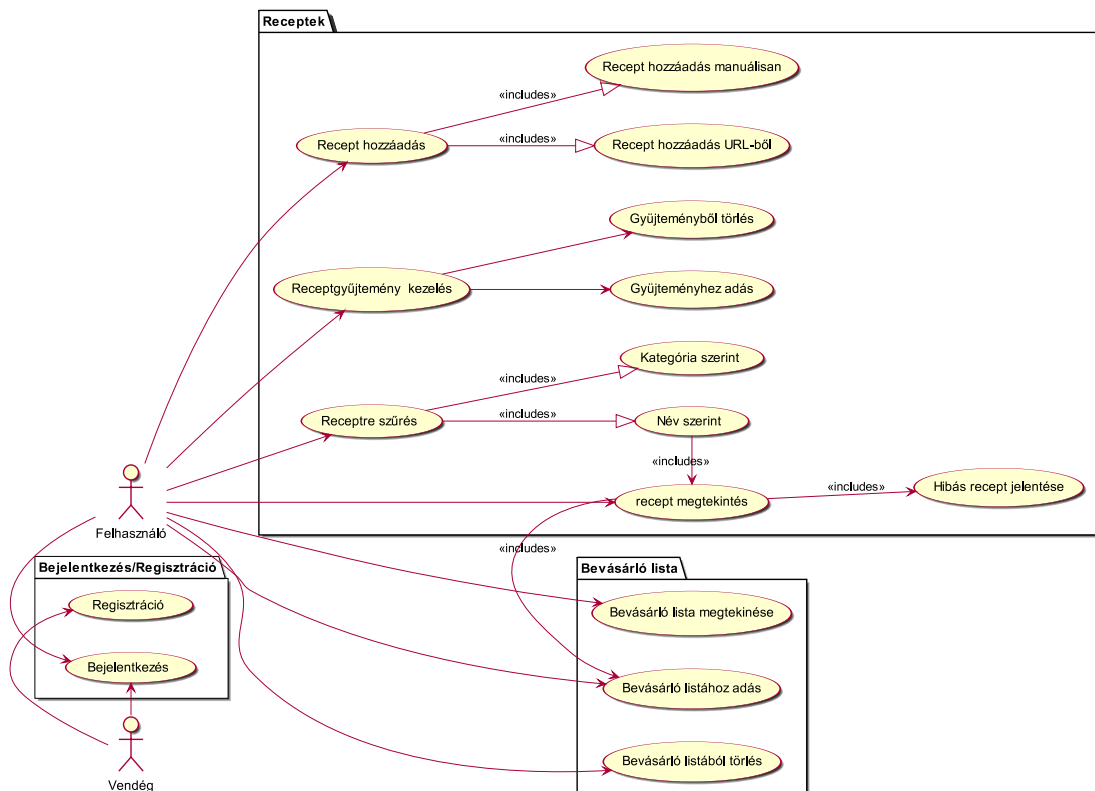 Receptek
Recept hozzáadás manuálisan
«includes»
Recept hozzáadás
«includes»
Recept hozzáadás URL-ből
Gyüjteményből törlés
Receptgyűjtemény kezelés
Gyüjteményhez adás
Kategória szerint
«includes»
Receptre szűrés
«includes»
Név szerint
«includes»
recept megtekintés
«includes»
Hibás recept jelentése
Felhasználó
«includes»
Bejelentkezés/Regisztráció
Regisztráció
Bejelentkezés
Vendég
Bevásárló lista
Bevásárló lista megtekinése
Bevásárló listához adás
Bevásárló listából törlés